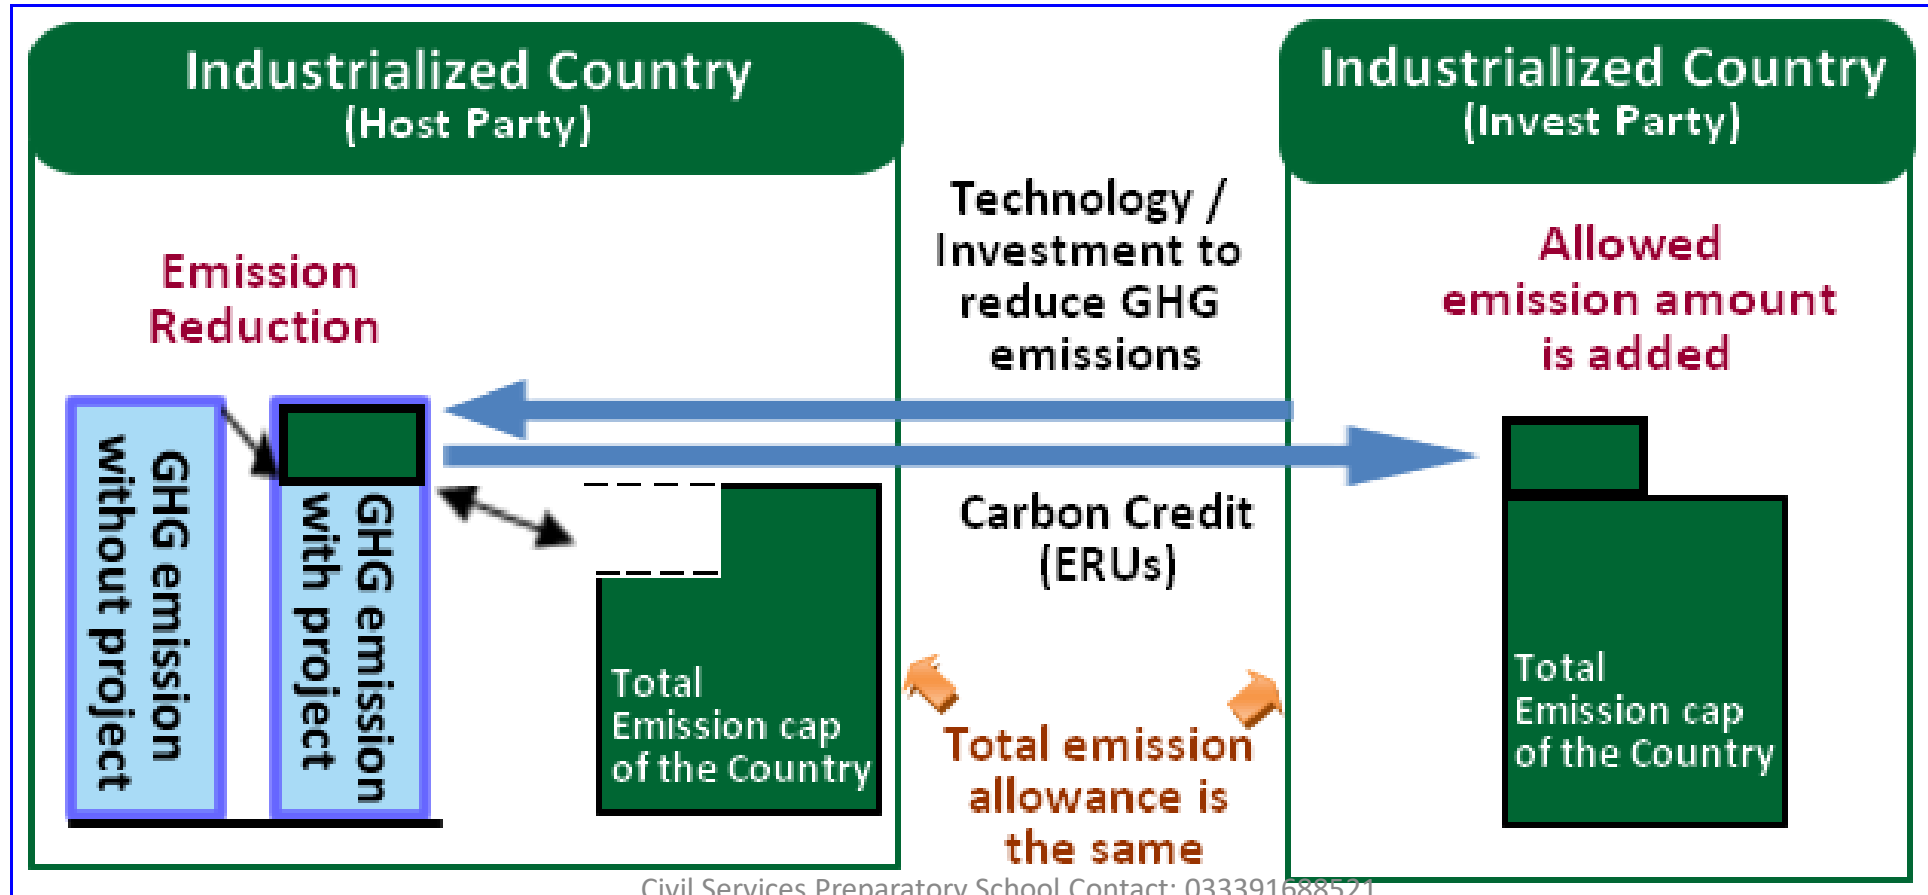 Industrialized Country
(Host Party)
Industrialized Country
(Invest Party)
Emission
Reduction
GHG emission
without project
GHG emission
with project
Total
Emission cap
of the Country
Technology /
Investment to
reduce GHG
emissions
Carbon Credit
(ERUs)
Total emission
allowance is
the same
Allowed
emission amount
is added
Total
Emission cap
of the Country
Civil Services Preparatory School Contact: 033391688521